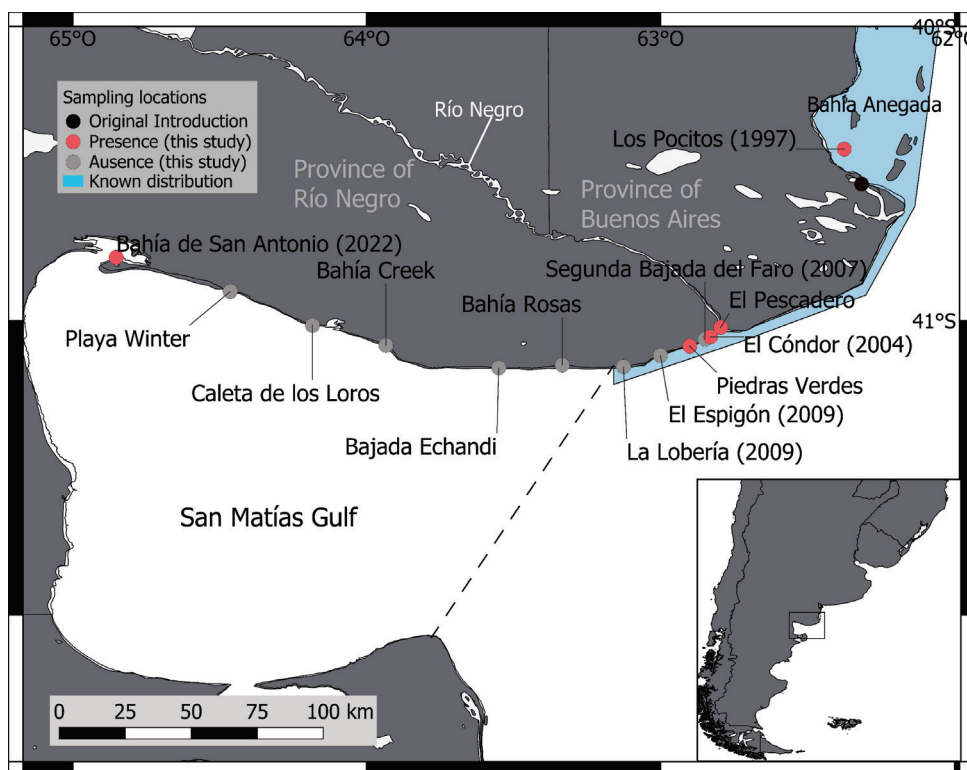 65°O
64°O
63°O
40°S
62°O
Sampling locations
Original Introduction
Presence (this study)
Ausence (this study)
Known distribution
Río Negro
Bahía Anegada
Los Pocitos (1997)
Province of
Río Negro
Province of
Buenos Aires
Bahía de San Antonio (2022)
Bahía Creek
Segunda Bajada del Faro (2007)
Bahía Rosas
El Pescadero
41°S
Playa Winter
El Cóndor (2004)
Caleta de los Loros
Piedras Verdes
El Espigón (2009)
Bajada Echandi
La Lobería (2009)
San Matías Gulf
0 25 50 75 100 km